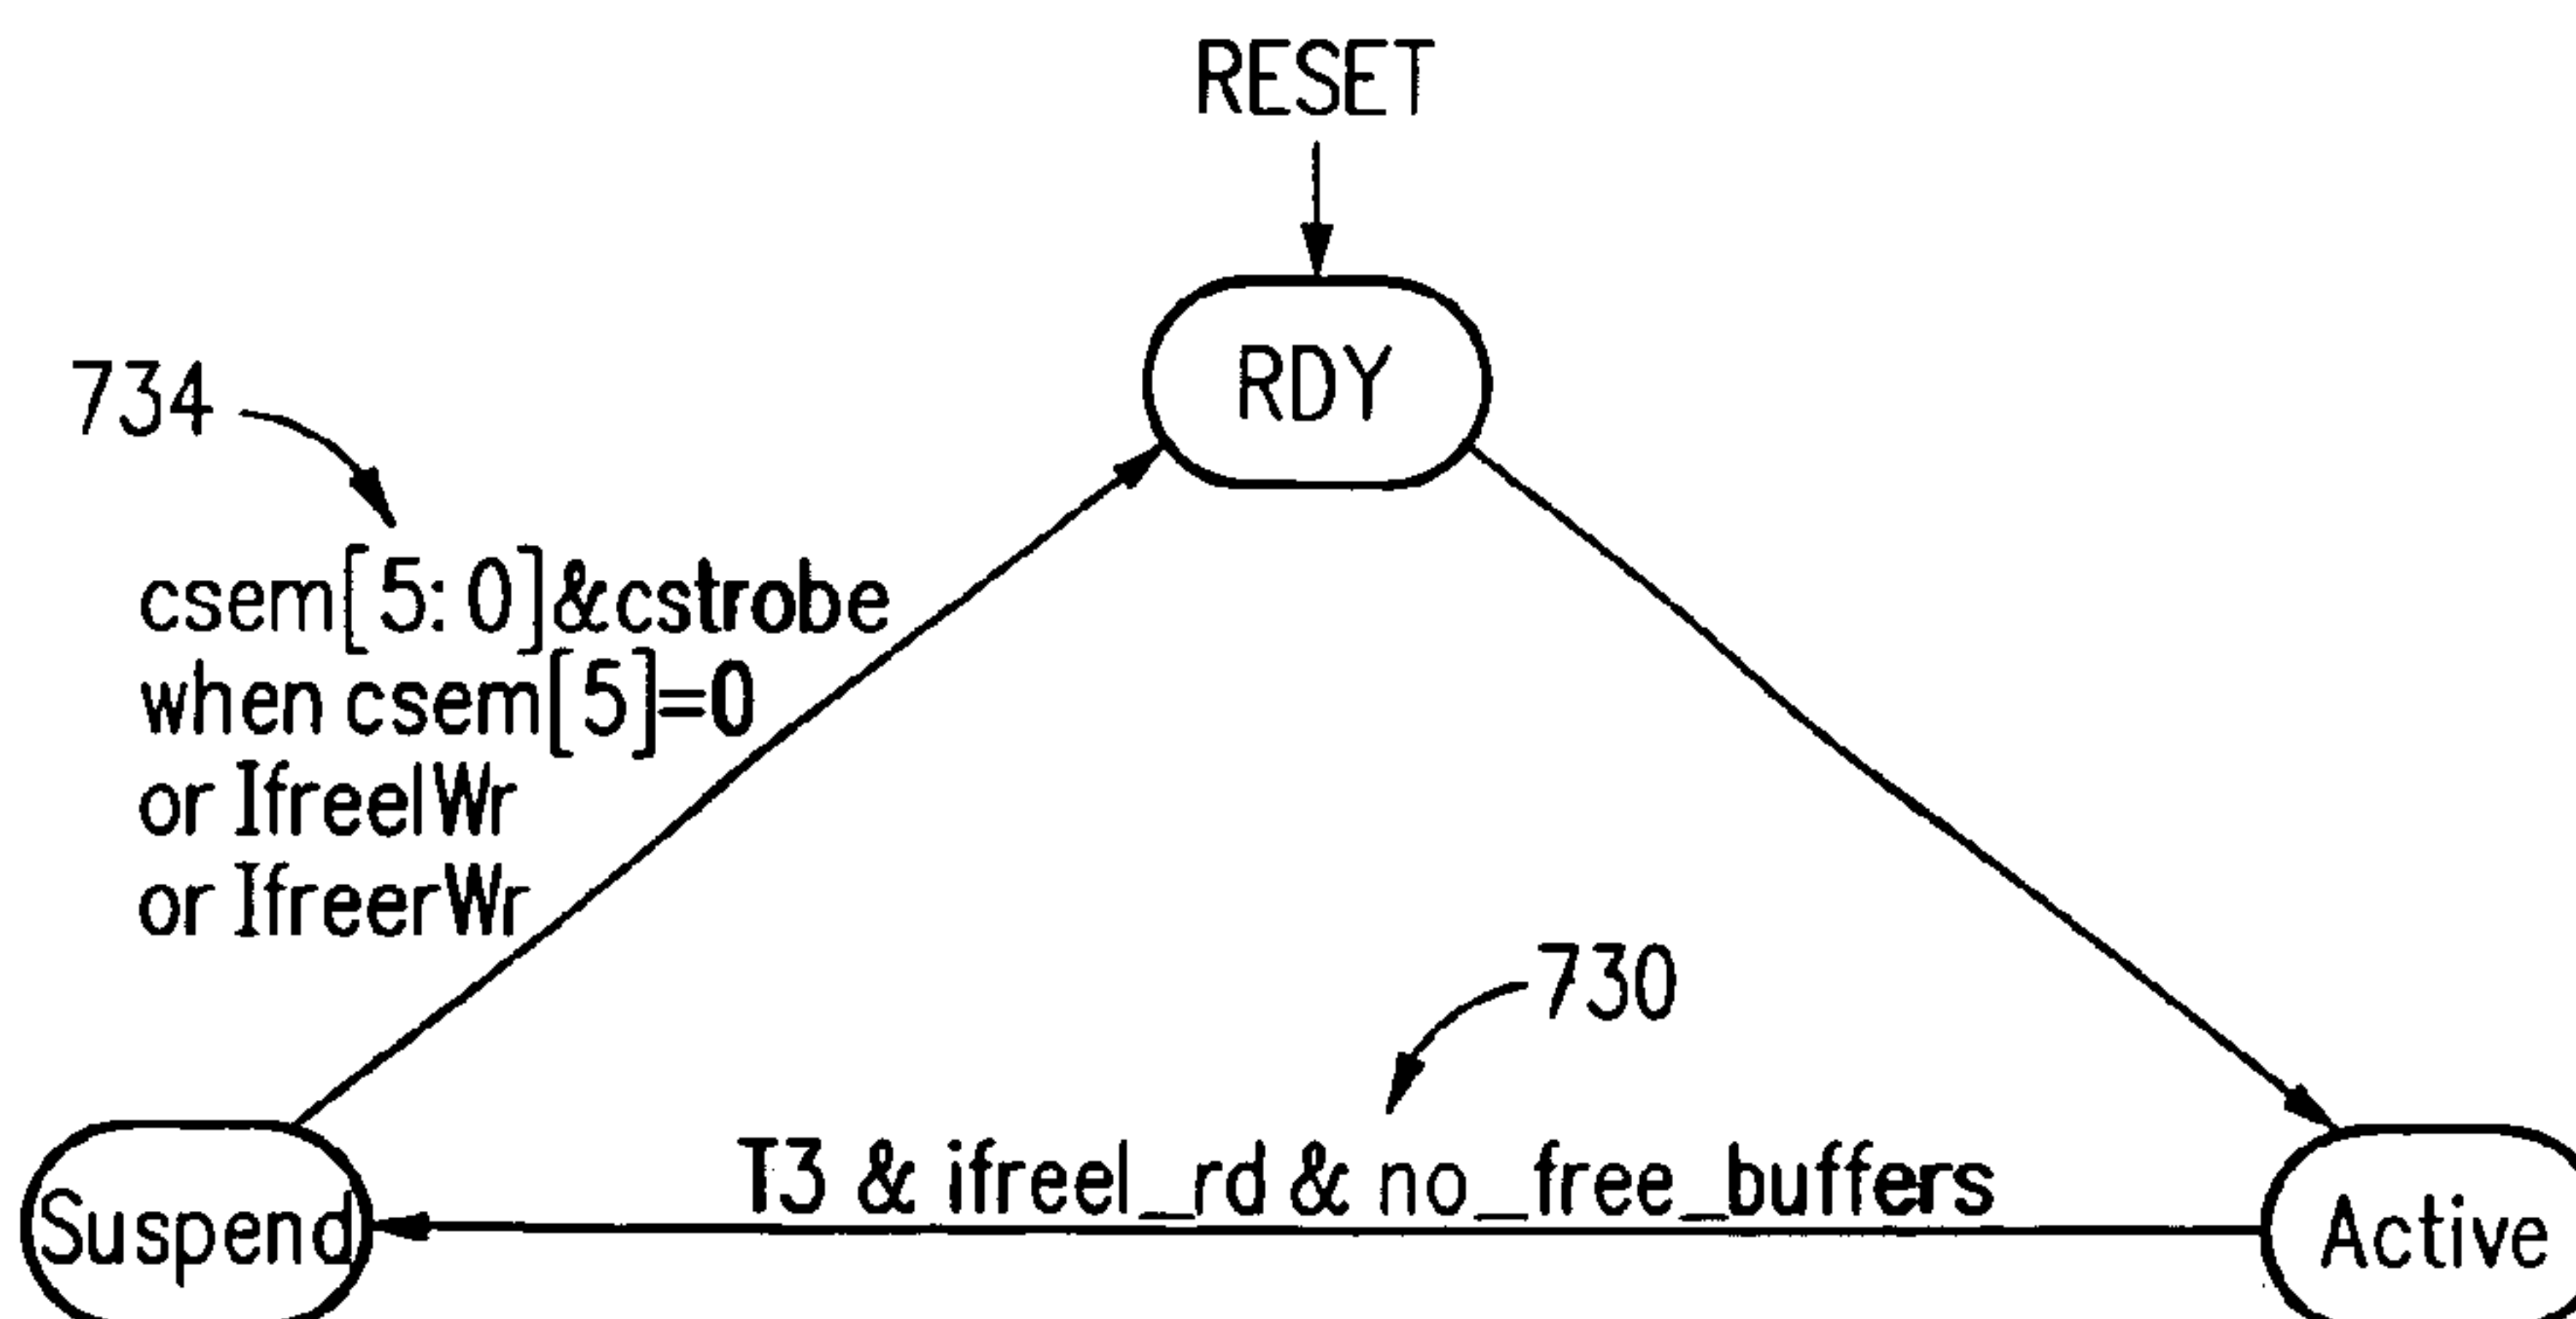 RESET
RDY
734
csem[5:0]&cstrobe
when csem[5]=0
or IfreelWr
or IfreerWr
730
T3 & ifreel_rd & no_free_buffers
Suspend
Active